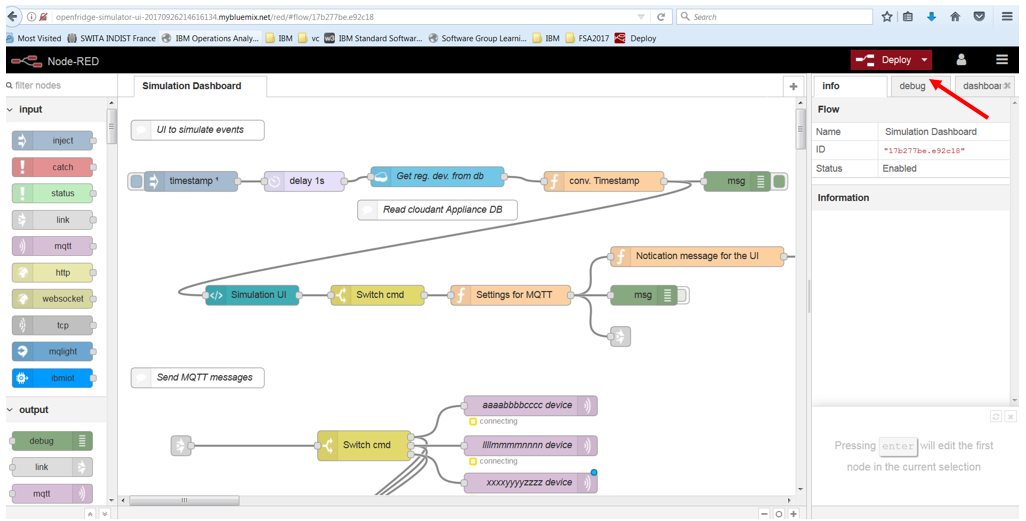 openfridge-simulator-ui-20170926214616134.mybluemix.net/red/#flow/17b277be.e92c18
Search
Most Visited SWITA INDIST France IBM Operations Analy... IBM vc IBM Standard Softwar... Software Group Learni... IBM FSA2017 Deploy
Node-RED
Deploy
filter nodes
Simulation Dashboard
info
debug
dashboar
input
inject
catch
status
link
mqtt
http
websocket
tcp
mqlight
ibmiot
output
debug
link
mqtt
UI to simulate events
timestamp ¹
delay 1s
Get reg. dev. from db
conv. Timestamp
msg
Read cloudant Appliance DB
Notication message for the UI
Simulation UI
Switch cmd
Settings for MQTT
msg
Send MQTT messages
aaaabbbbcccc device
connecting
Switch cmd
llllmmmmnnnn device
connecting
xxxxyyyyzzzz device
Flow
Name Simulation Dashboard
ID "17b277be.e92c18"
Status Enabled
Information
Pressing enter will edit the first
node in the current selection